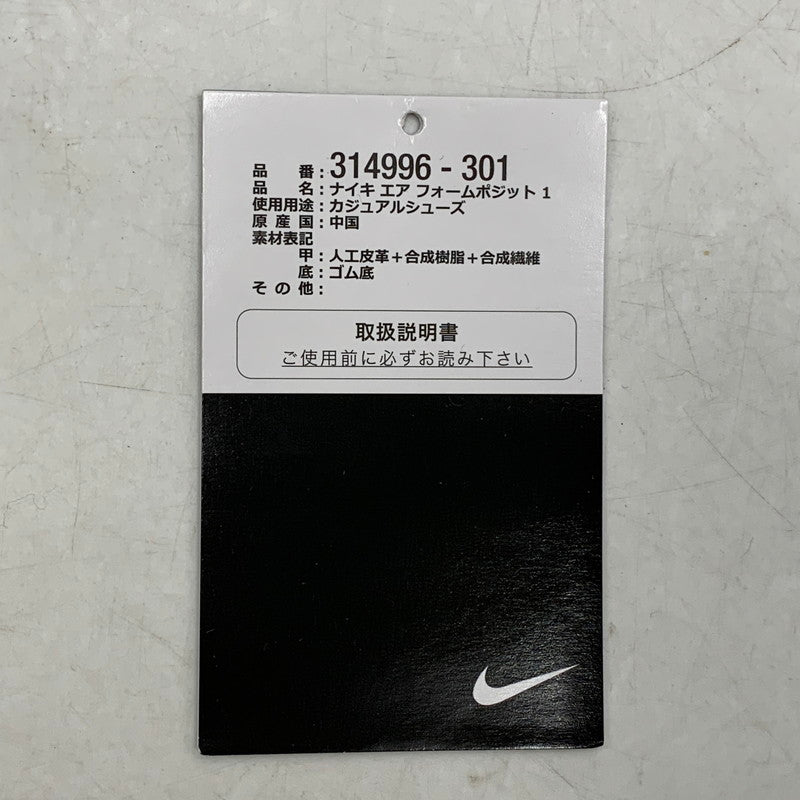 品番：314996 - 301
品名：ナイキ エア フォームポジット 1
使用用途：カジュアルシューズ
原産国：中国
素材表記
甲：人工皮革＋合成樹脂＋合成繊維
底：ゴム底
その他：
取扱説明書
ご使用前に必ずお読み下さい